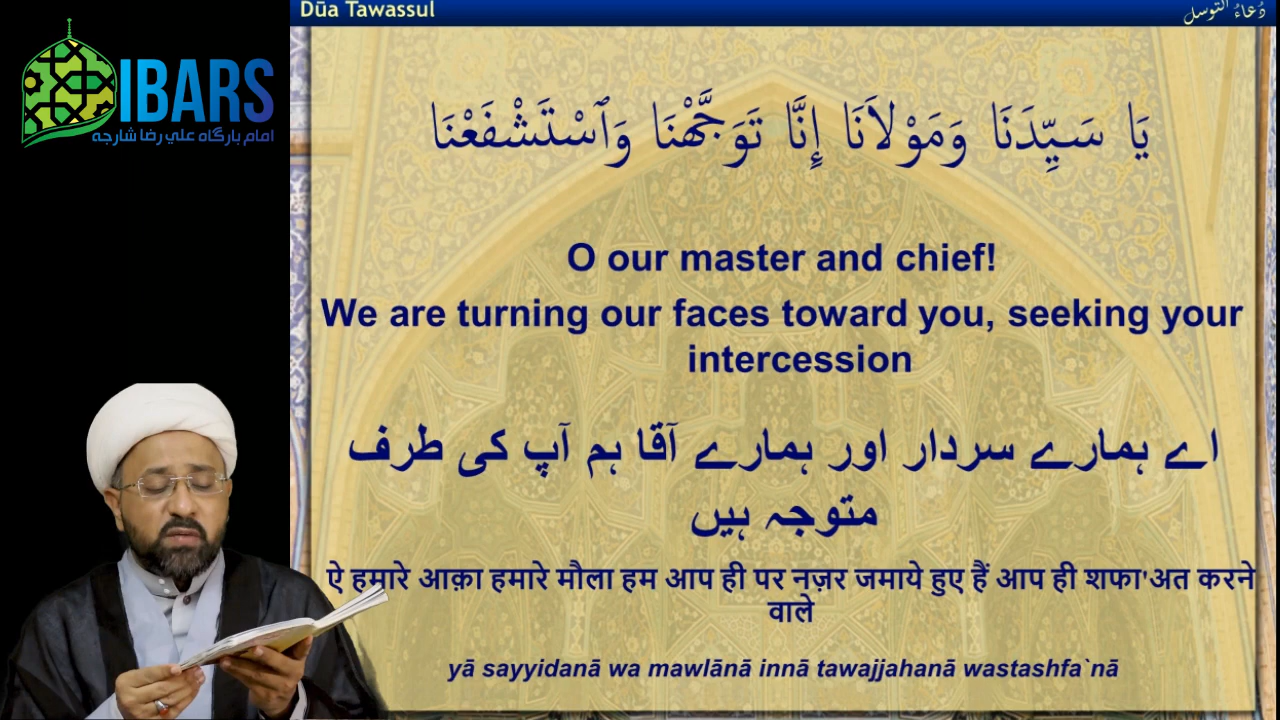 Dūa Tawassul
دُعاءُ التوسل
IBARS
امام بارگاه علي رضا شارجه
يَا سَيِّدَنَا وَمَوْلاَنَا إِنَّا تَوَجَّهْنَا وَٱسْتَشْفَعْنَا
O our master and chief!
We are turning our faces toward you, seeking your
intercession
اے ہمارے سردار اور ہمارے آقا ہم آپ کی طرف
متوجہ ہیں
ऐ हमारे आक़ा हमारे मौला हम आप ही पर नज़र जमाये हुए हैं आप ही शफा'अत करने
वाले
yā sayyidanā wa mawlānā innā tawajjahanā wastashfa`nā